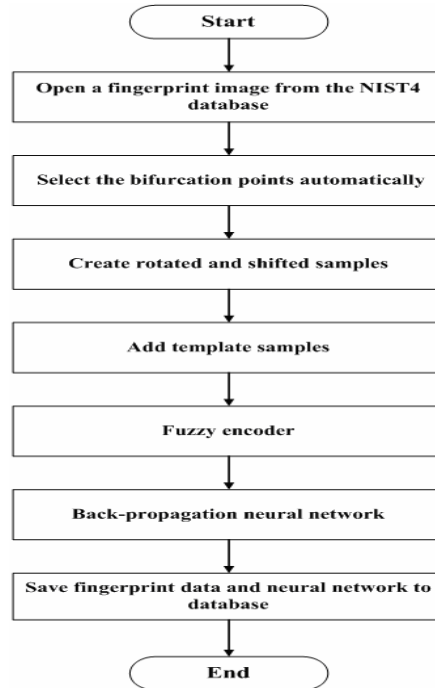 Start
Open a fingerprint image from the NIST4
database
Select the bifurcation points automatically
Create rotated and shifted samples
Add template samples
Fuzzy encoder
Back-propagation neural network
Save fingerprint data and neural network to
database
End